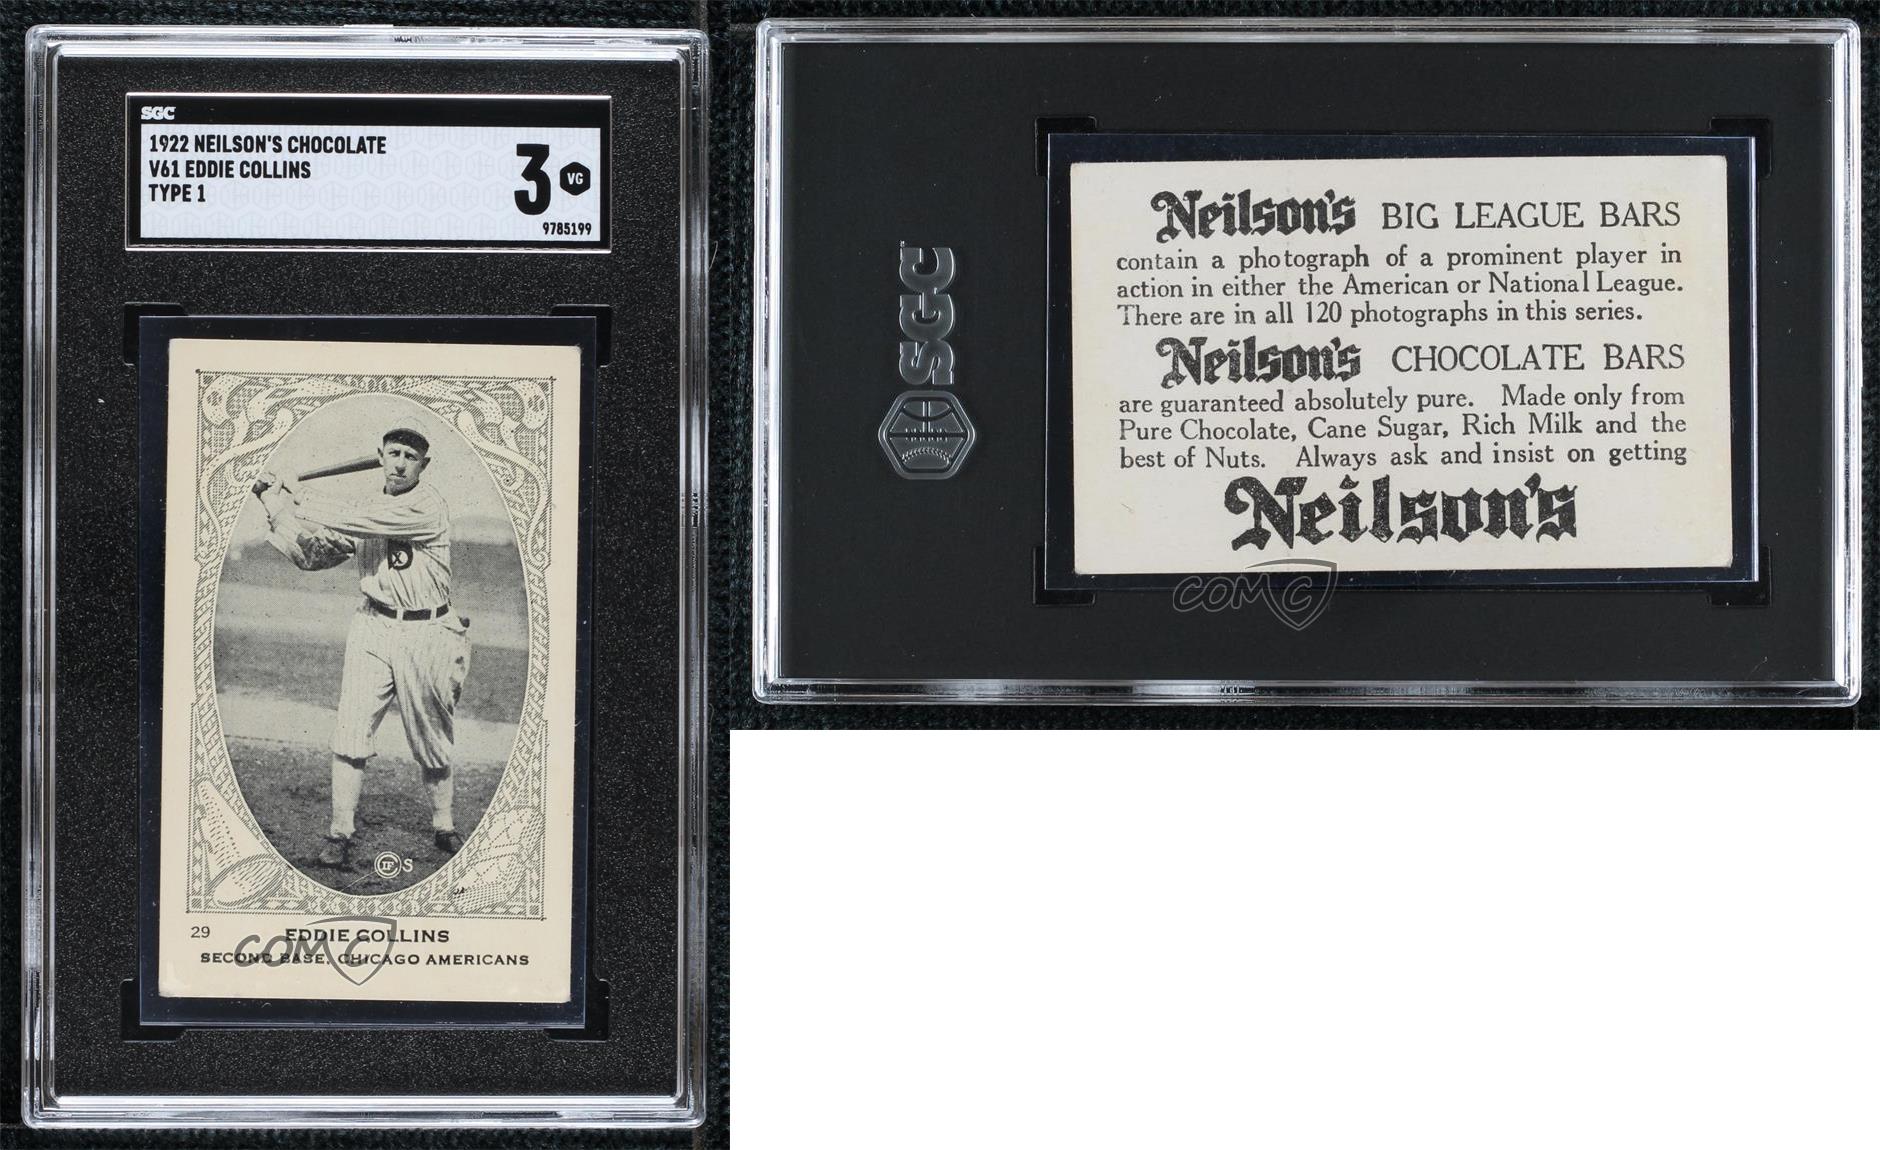 SGC
1922 NEILSON'S CHOCOLATE
V61 EDDIE COLLINS
TYPE 1
3 VG
9785199
IFC S
29
EDDIE COLLINS
SECOND BASE, CHICAGO AMERICANS
COMC
SGC
Neilson's BIG LEAGUE BARS
contain a photograph of a prominent player in
action in either the American or National League.
There are in all 120 photographs in this series.
Neilson's CHOCOLATE BARS
are guaranteed absolutely pure. Made only from
Pure Chocolate, Cane Sugar, Rich Milk and the
best of Nuts. Always ask and insist on getting
Neilson's
COMC